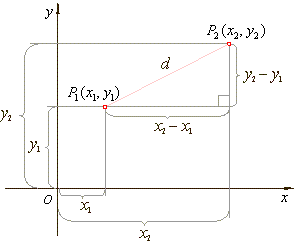 y
P₂(x₂, y₂)
d
P₁(x₁, y₁)
y₂ – y₁
y₂
x₂ – x₁
y₁
O
x₁
x
x₂